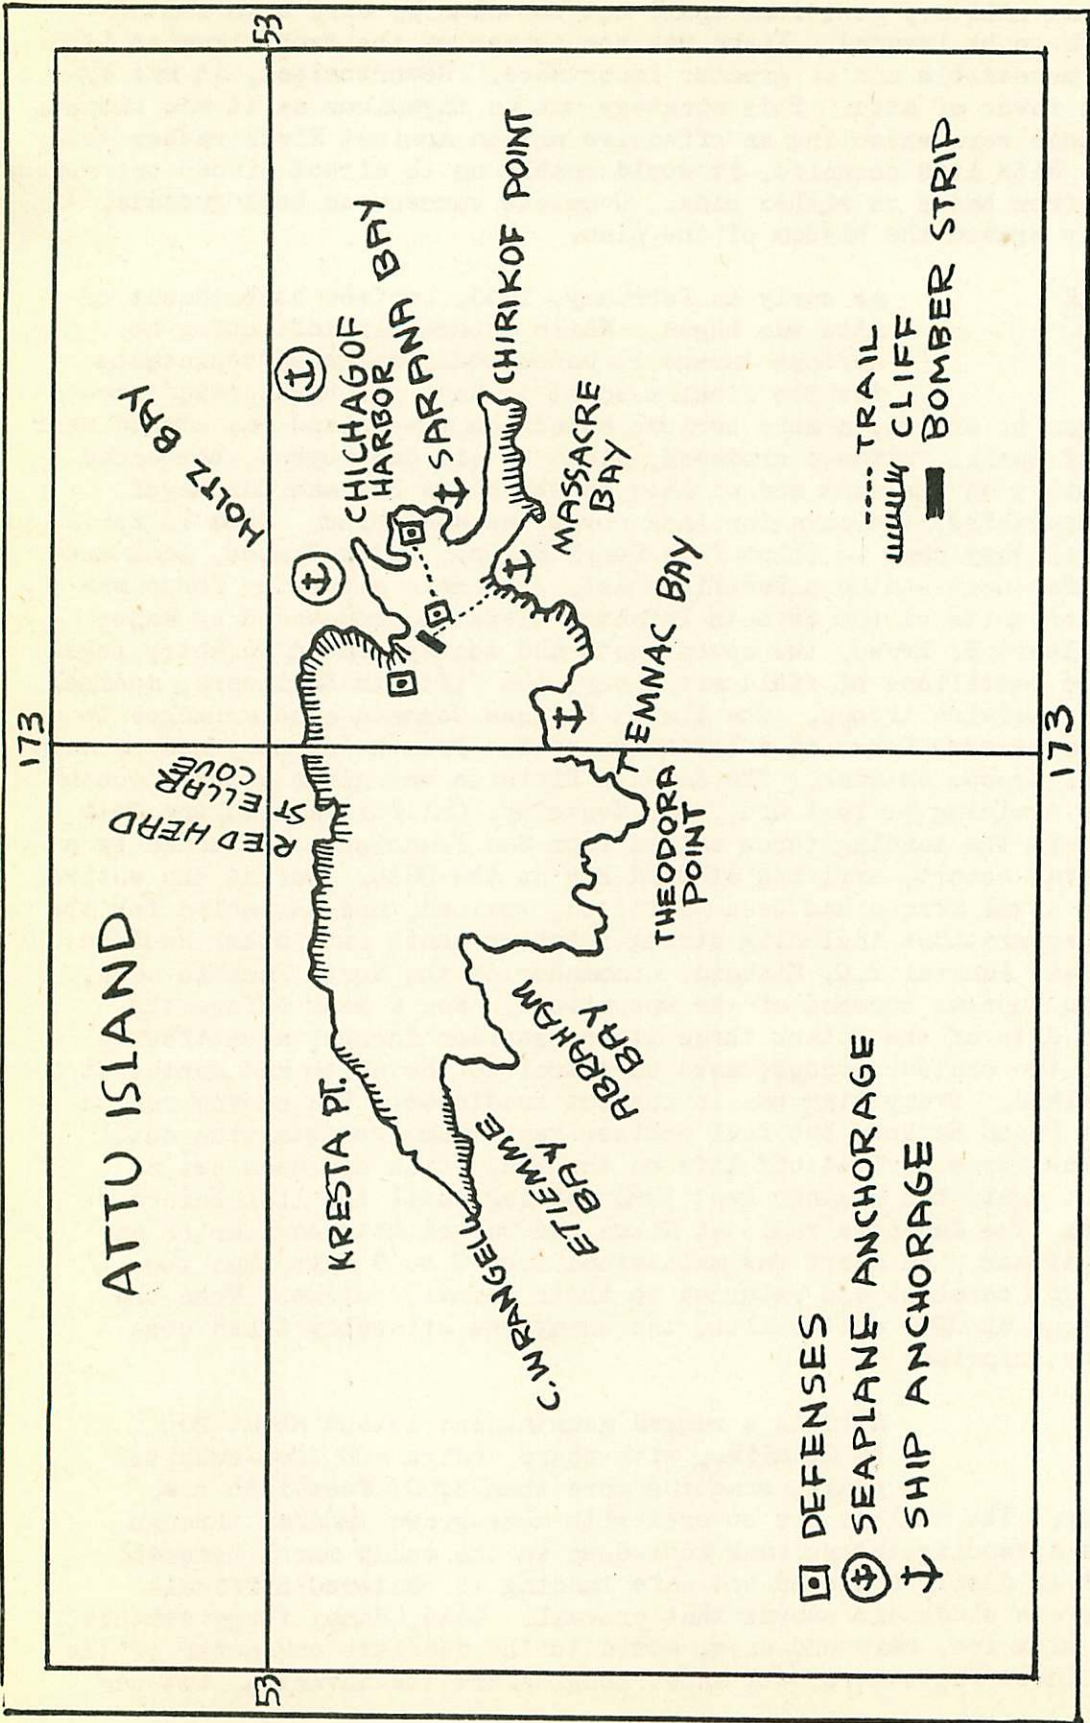 ATTU ISLAND
173
53
53
HOLTZ BAY
STELLAR
COVE
RED HEAD
CHICHAGOF
HARBOR
SARANA BAY
CHIRIKOF POINT
KRESTA PT.
MASSACRE
BAY
C. WRANGELL
ETIENNE
BAY
ABRAHAM
BAY
TEMNAC BAY
THEODORA
POINT
DEFENSES
SEAPLANE ANCHORAGE
SHIP ANCHORAGE
TRAIL
CLIFF
BOMBER STRIP
173